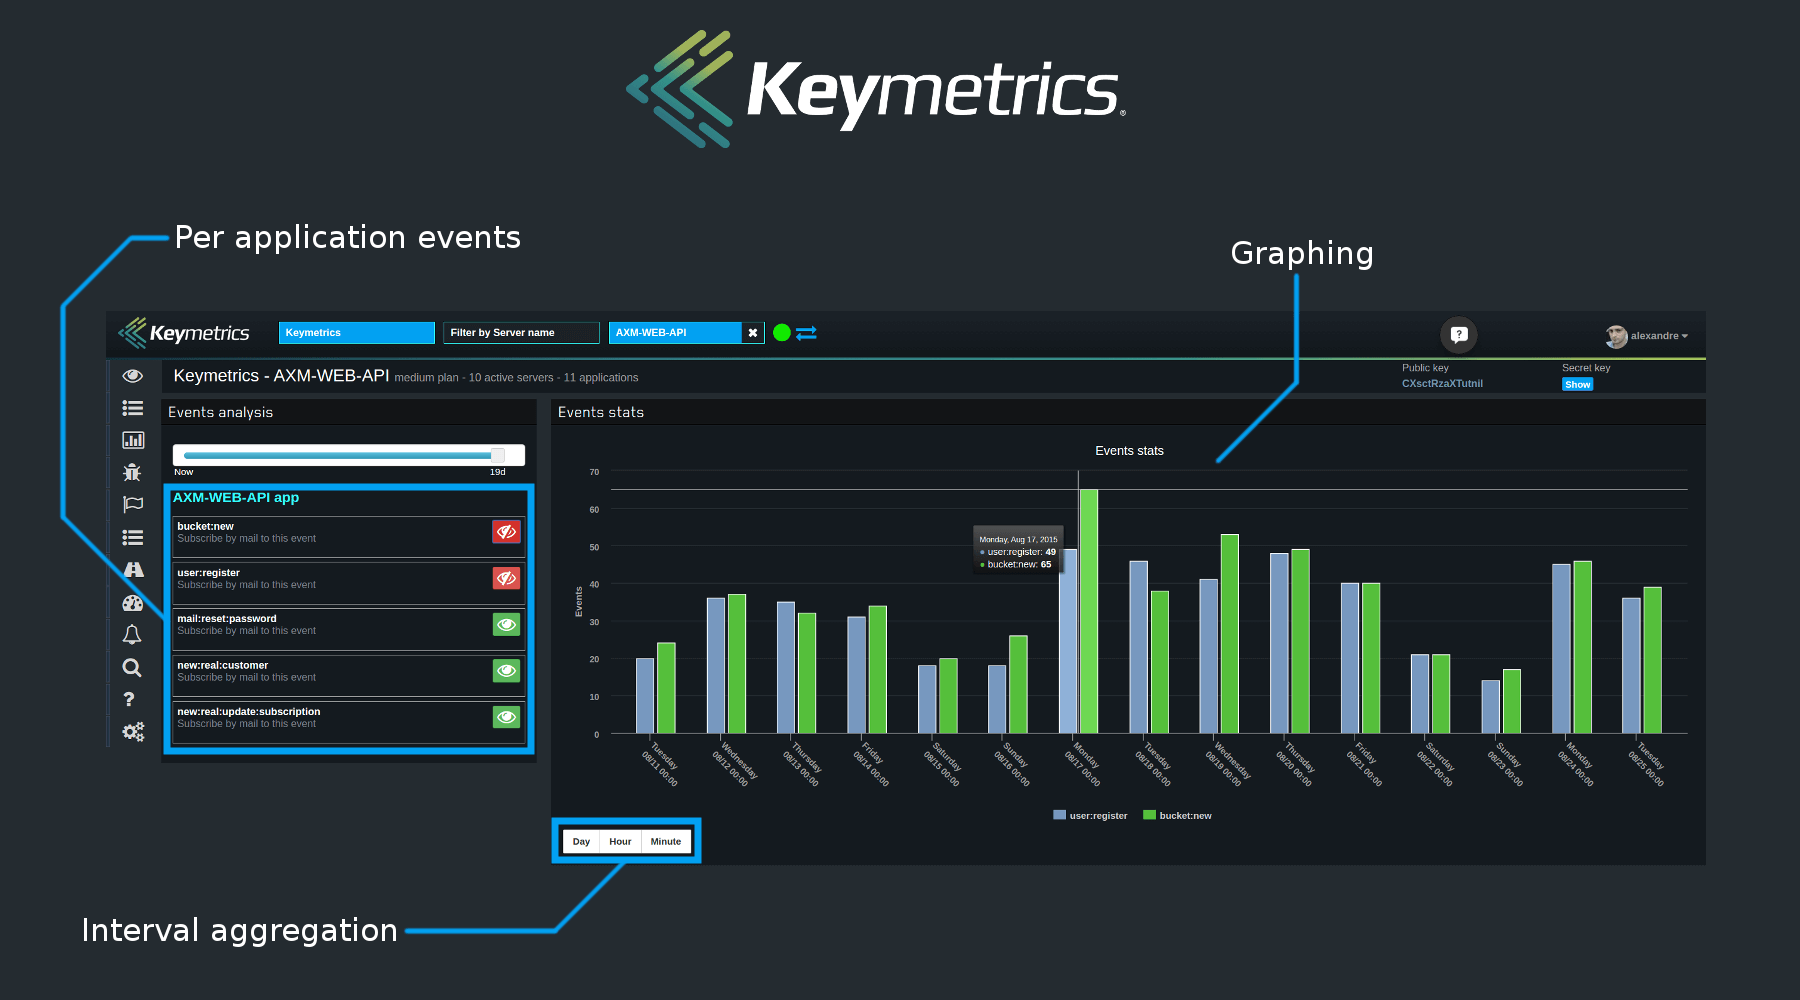 Keymetrics®
Per application events
Graphing
Keymetrics
Keymetrics
Filter by Server name
AXM-WEB-API
?
alexandre
Keymetrics - AXM-WEB-API medium plan - 10 active servers - 11 applications
Public key
CXsctRzaXTutnil
Secret key
Show
Events analysis
Now
19d
AXM-WEB-API app
bucket:new
Subscribe by mail to this event
user:register
Subscribe by mail to this event
mail:reset:password
Subscribe by mail to this event
new:real:customer
Subscribe by mail to this event
new:real:update:subscription
Subscribe by mail to this event
?
Events stats
Events stats
70
60
50
40
30
20
10
0
Events
Monday, Aug 17, 2015
user:register: 49
bucket:new: 65
Tuesday
08/11 00:00
Wednesday
08/12 00:00
Thursday
08/13 00:00
Friday
08/14 00:00
Saturday
08/15 00:00
Sunday
08/16 00:00
Monday
08/17 00:00
Tuesday
08/18 00:00
Wednesday
08/19 00:00
Thursday
08/20 00:00
Friday
08/21 00:00
Saturday
08/22 00:00
Sunday
08/23 00:00
Monday
08/24 00:00
Tuesday
08/25 00:00
user:register
bucket:new
Day
Hour
Minute
Interval aggregation